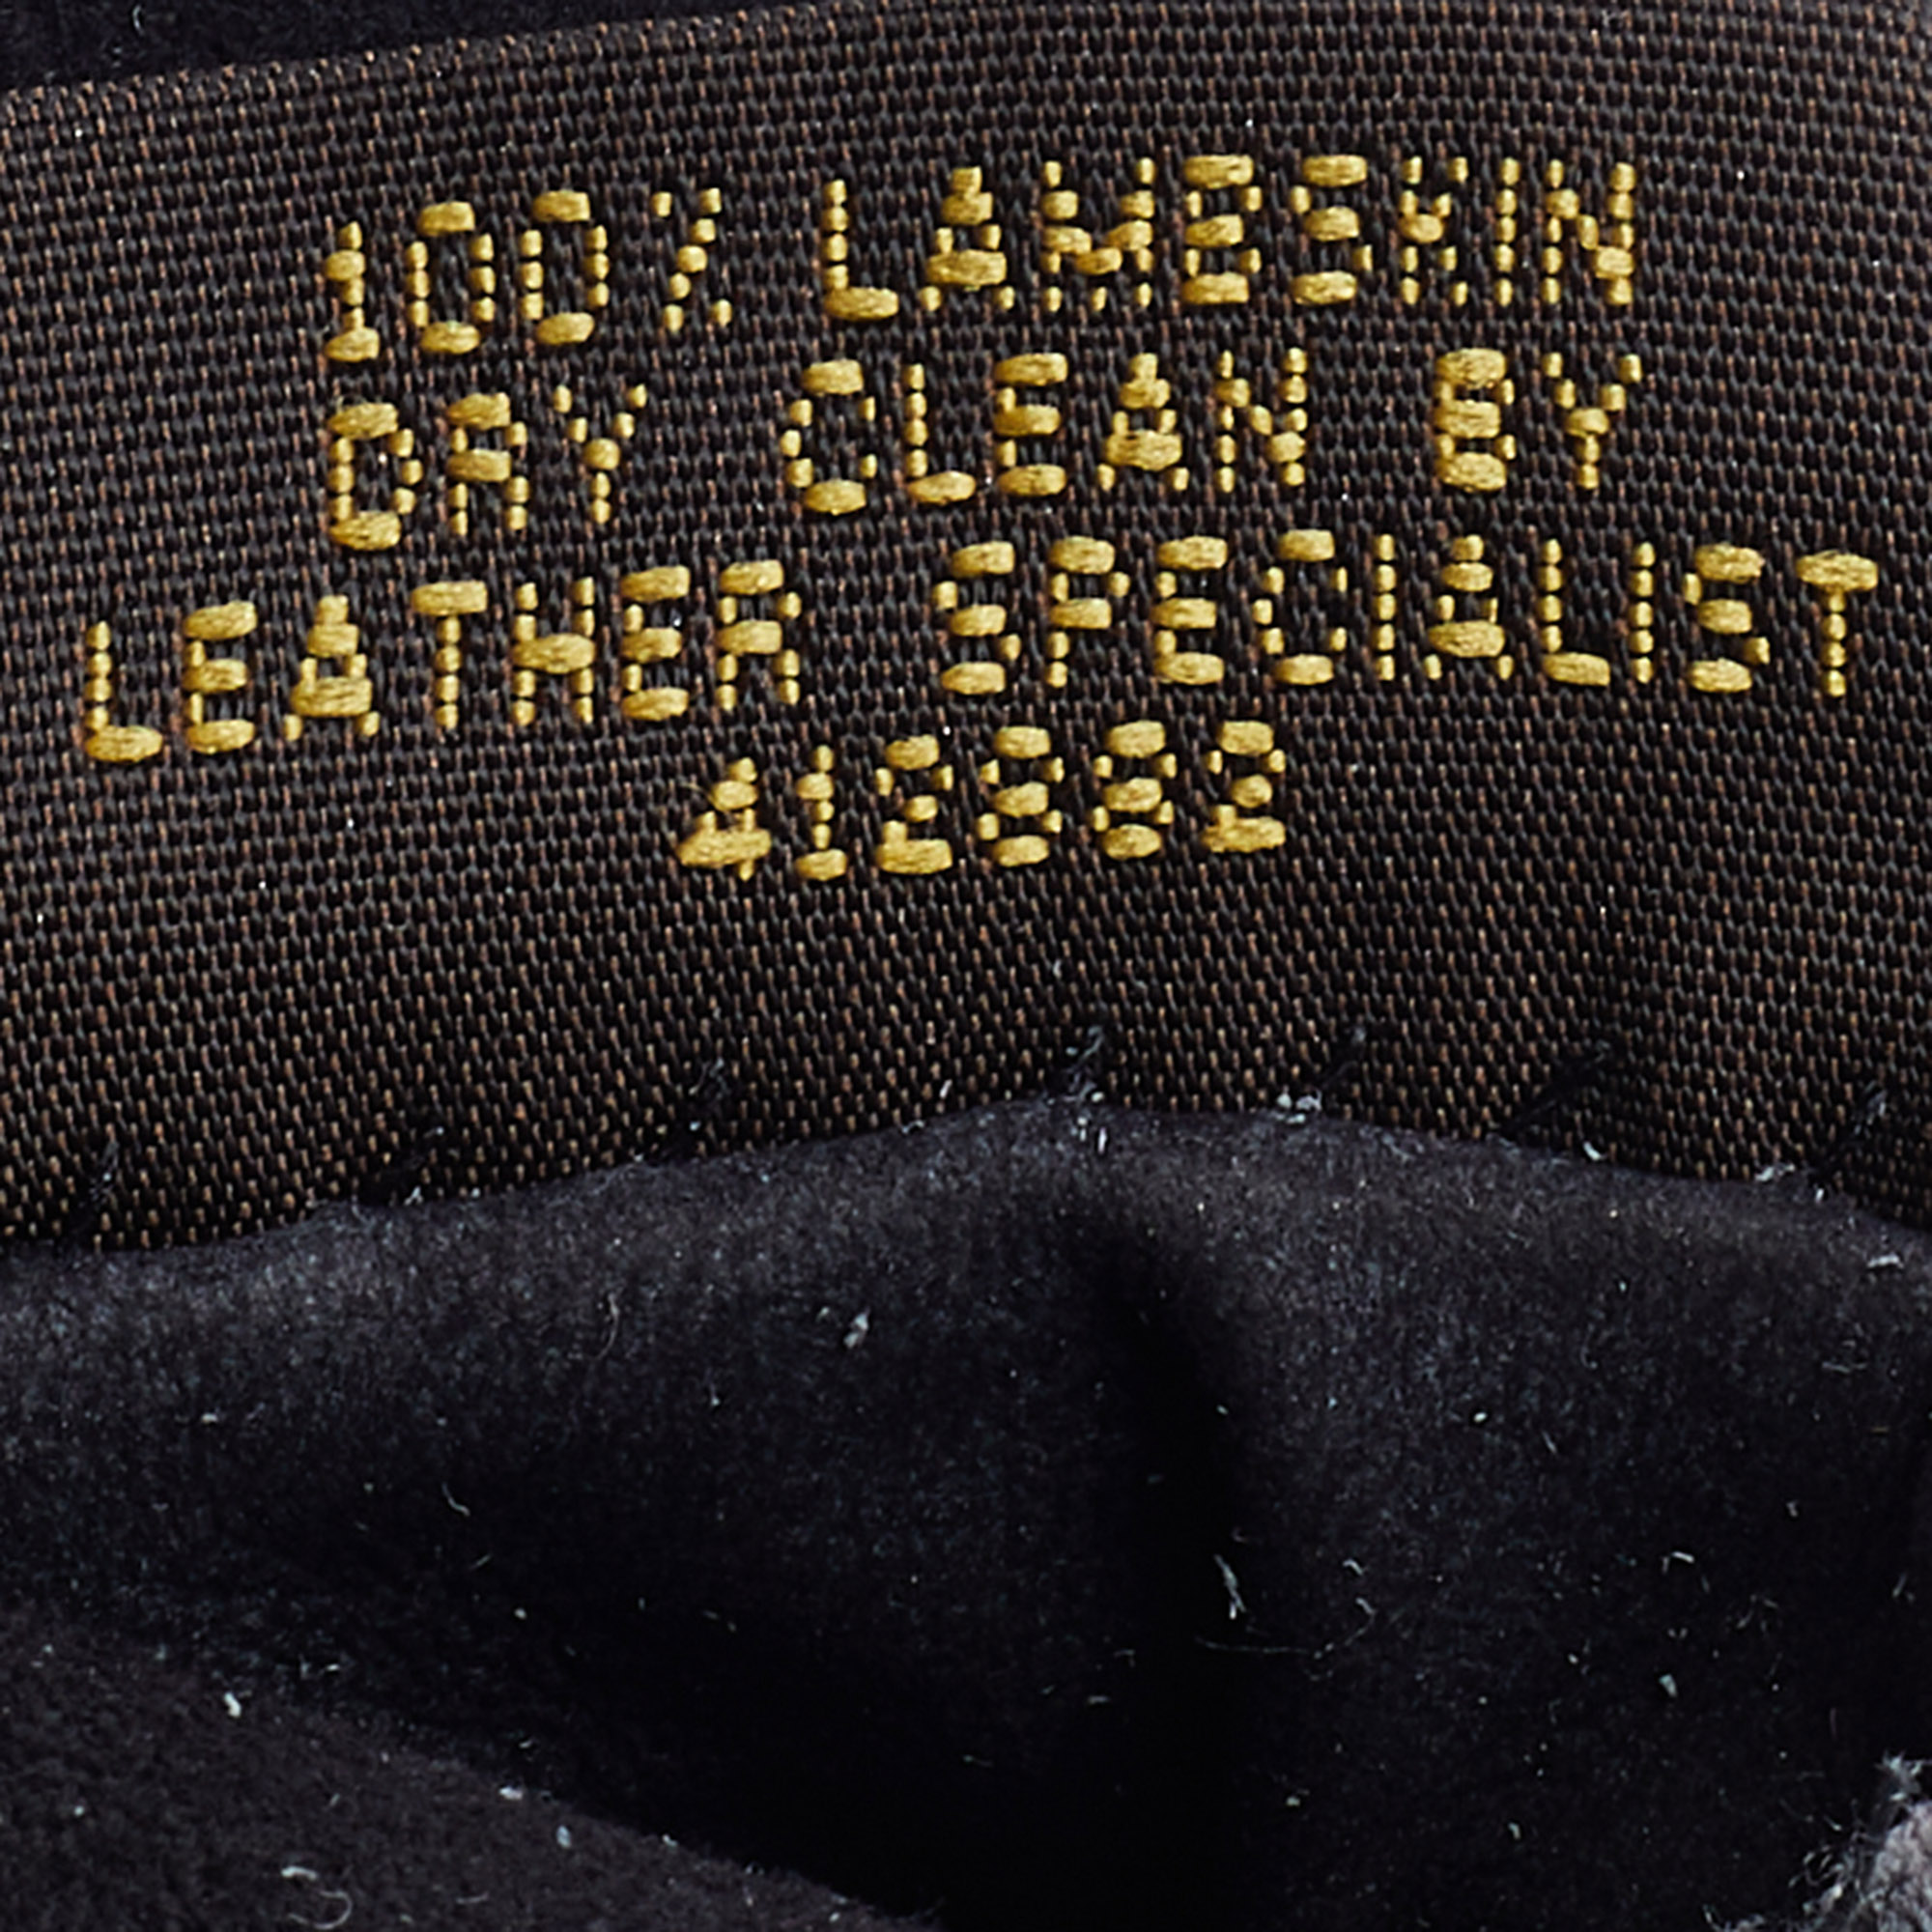 100% LAMBSKIN
DRY CLEAN BY
LEATHER SPECIALIST
412882